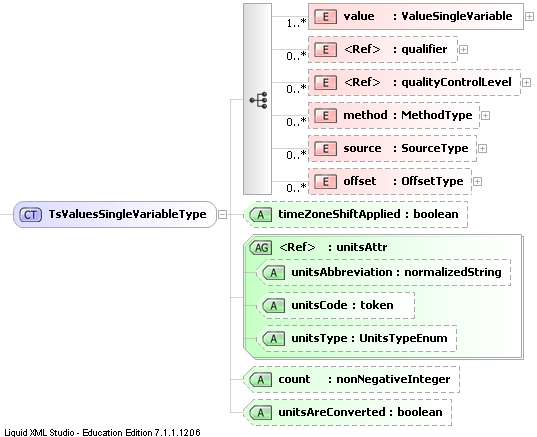 1..* E value : ValueSingleVariable
0..* E <Ref> : qualifier
0..* E <Ref> : qualityControlLevel
0..* E method : MethodType
0..* E source : SourceType
0..* E offset : OffsetType
CT TsValuesSingleVariableType
A timeZoneShiftApplied : boolean
AG <Ref> : unitsAttr
A unitsAbbreviation : normalizedString
A unitsCode : token
A unitsType : UnitsTypeEnum
A count : nonNegativeInteger
A unitsAreConverted : boolean
Liquid XML Studio - Education Edition 7.1.1.1206